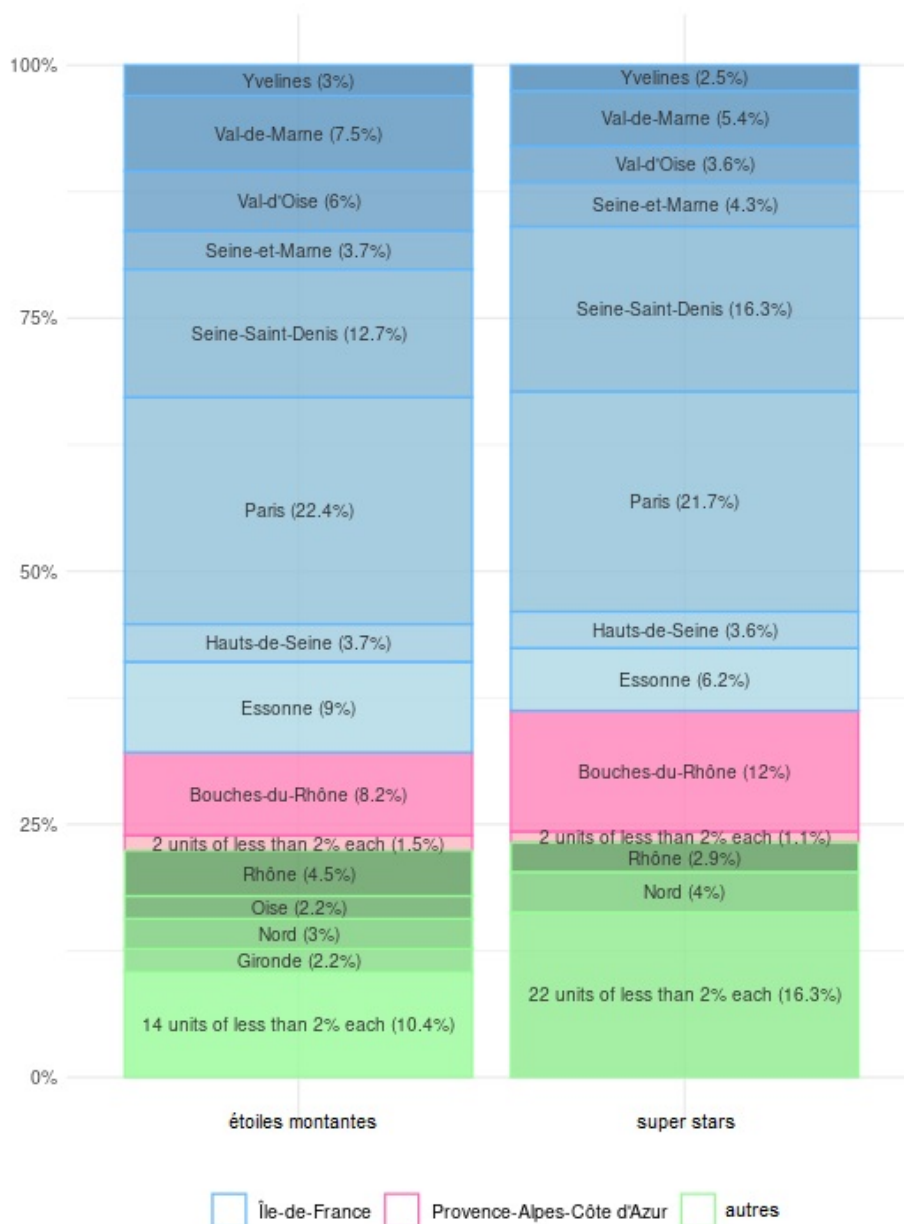 100%
75%
50%
25%
0%
Yvelines (3%)
Val-de-Marne (7.5%)
Val-d'Oise (6%)
Seine-et-Marne (3.7%)
Seine-Saint-Denis (12.7%)
Paris (22.4%)
Hauts-de-Seine (3.7%)
Essonne (9%)
Bouches-du-Rhône (8.2%)
2 units of less than 2% each (1.5%)
Rhône (4.5%)
Oise (2.2%)
Nord (3%)
Gironde (2.2%)
14 units of less than 2% each (10.4%)
Yvelines (2.5%)
Val-de-Marne (5.4%)
Val-d'Oise (3.6%)
Seine-et-Marne (4.3%)
Seine-Saint-Denis (16.3%)
Paris (21.7%)
Hauts-de-Seine (3.6%)
Essonne (6.2%)
Bouches-du-Rhône (12%)
2 units of less than 2% each (1.1%)
Rhône (2.9%)
Nord (4%)
22 units of less than 2% each (16.3%)
étoiles montantes
super stars
Île-de-France
Provence-Alpes-Côte d'Azur
autres